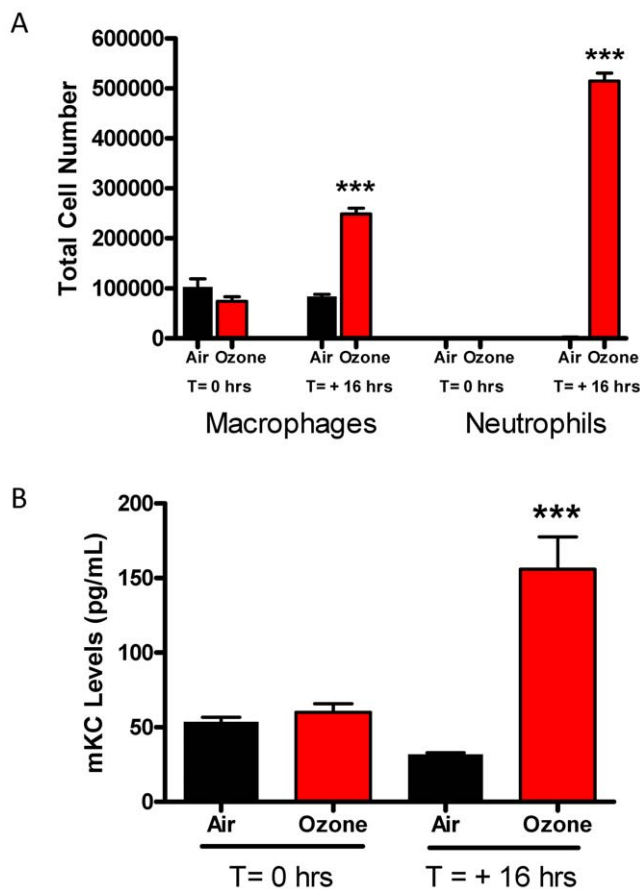 A
600000
500000
400000
300000
200000
100000
0
Total Cell Number
***
***
Air Ozone Air Ozone Air Ozone Air Ozone
T= 0 hrs T= + 16 hrs T= 0 hrs T= + 16 hrs
Macrophages Neutrophils
B
200
150
100
50
0
mKC Levels (pg/mL)
***
Air Ozone Air Ozone
T= 0 hrs T = + 16 hrs